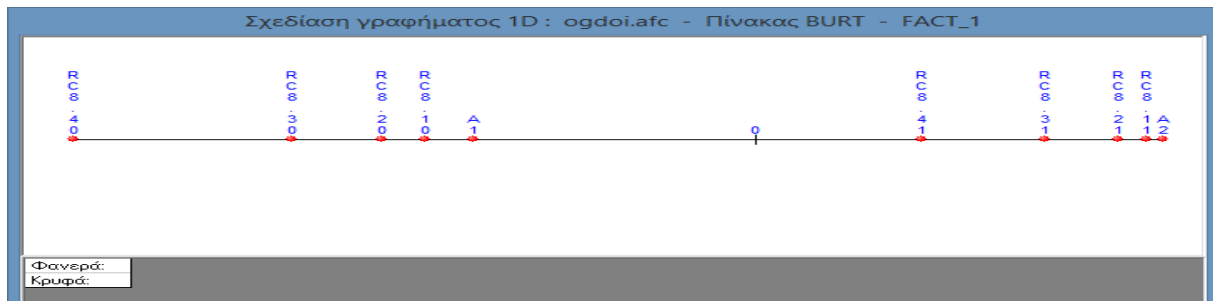 Σχεδίαση γραφήματος 1D : ogdoi.afc - Πίνακας BURT - FACT_1
RC8.40
RC8.30
RC8.20
RC8.10
A1
0
RC8.41
RC8.31
RC8.21
RC8.11
A2
Φανερά:
Κρυφά: